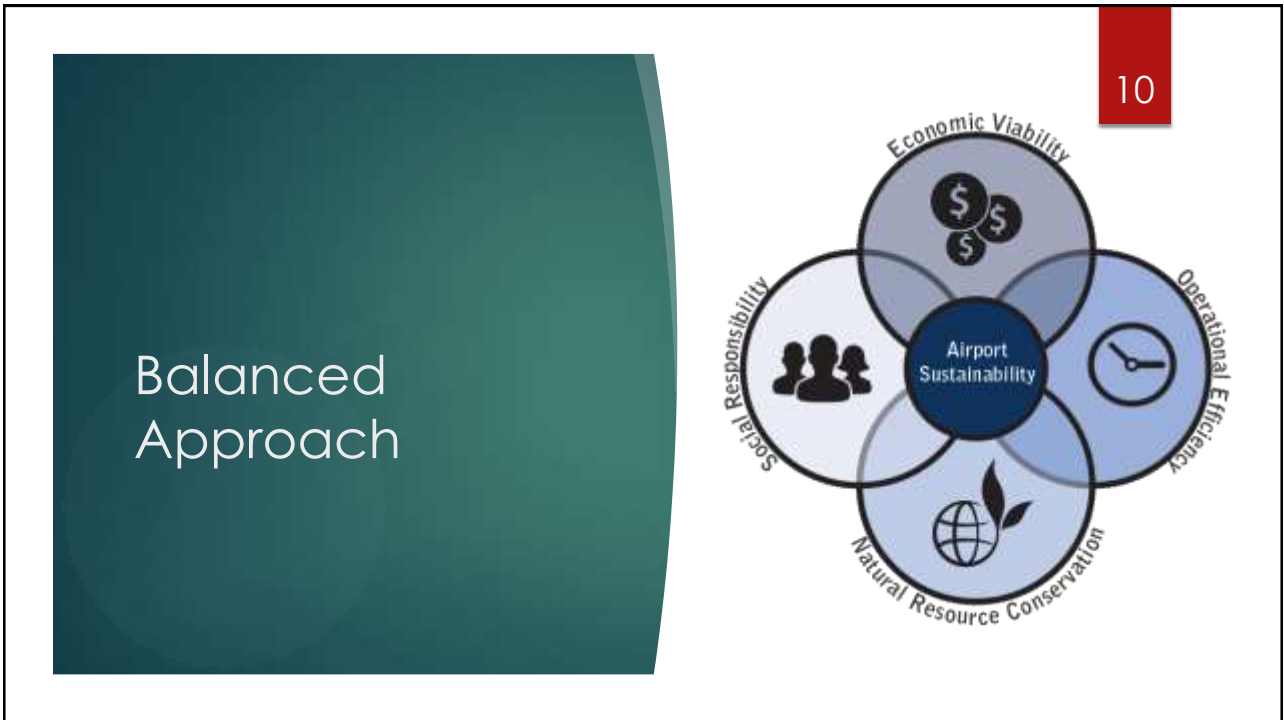 10
Balanced
Approach
Economic Viability
Social Responsibility
Airport
Sustainability
Operational Efficiency
Natural Resource Conservation
$
$
$